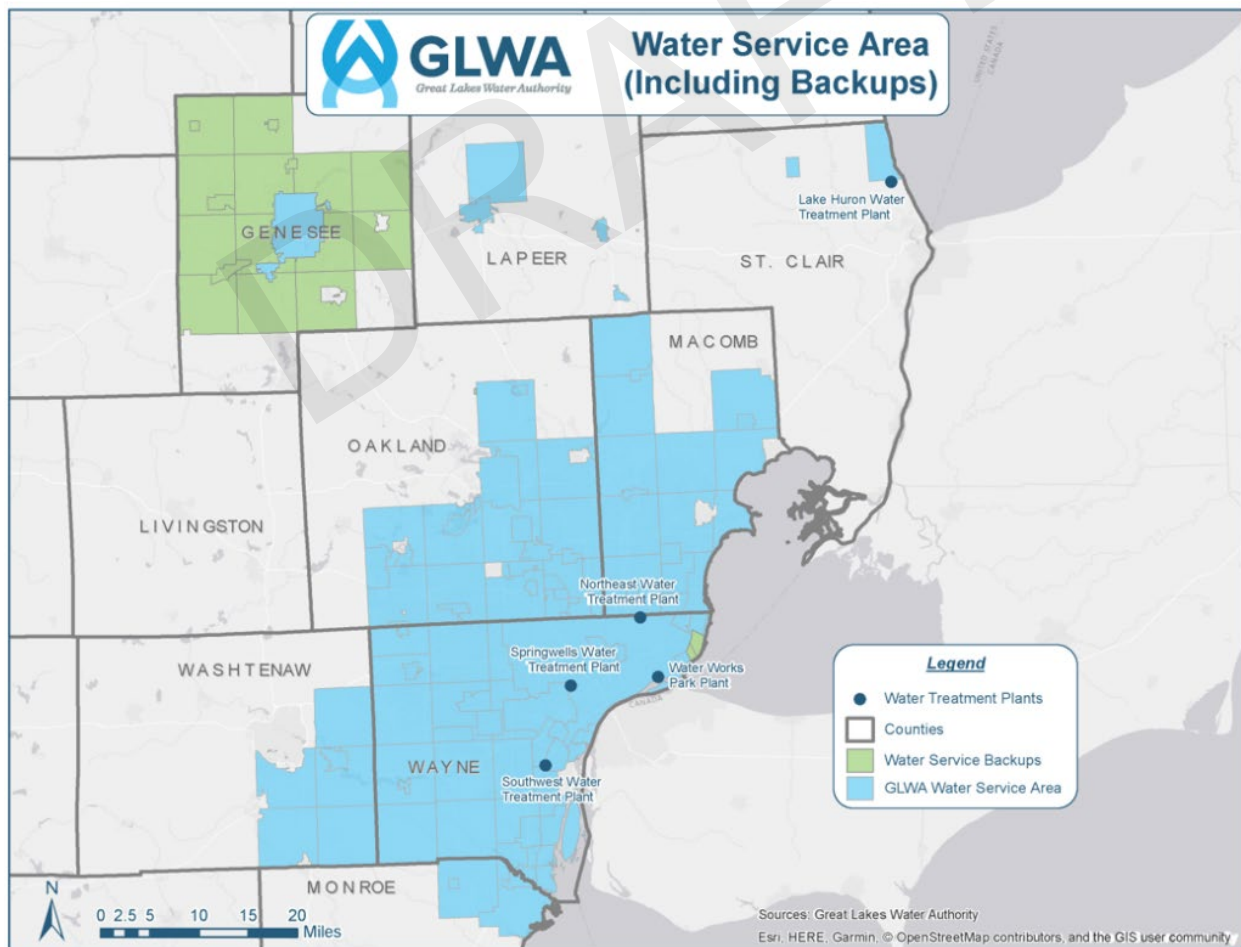 GLWA
Great Lakes Water Authority
Water Service Area
(Including Backups)
UNITED STATES
CANADA
DRAFT
GENESEE
LAPEER
ST. CLAIR
Lake Huron Water
Treatment Plant
MACOMB
OAKLAND
LIVINGSTON
Northeast Water
Treatment Plant
WASHTENAW
Springwells Water
Treatment Plant
Water Works
Park Plant
CANADA
WAYNE
Southwest Water
Treatment Plant
MONROE
Legend
Water Treatment Plants
Counties
Water Service Backups
GLWA Water Service Area
N
0 2.5 5 10 15 20
Miles
Sources: Great Lakes Water Authority
Esri, HERE, Garmin, © OpenStreetMap contributors, and the GIS user community